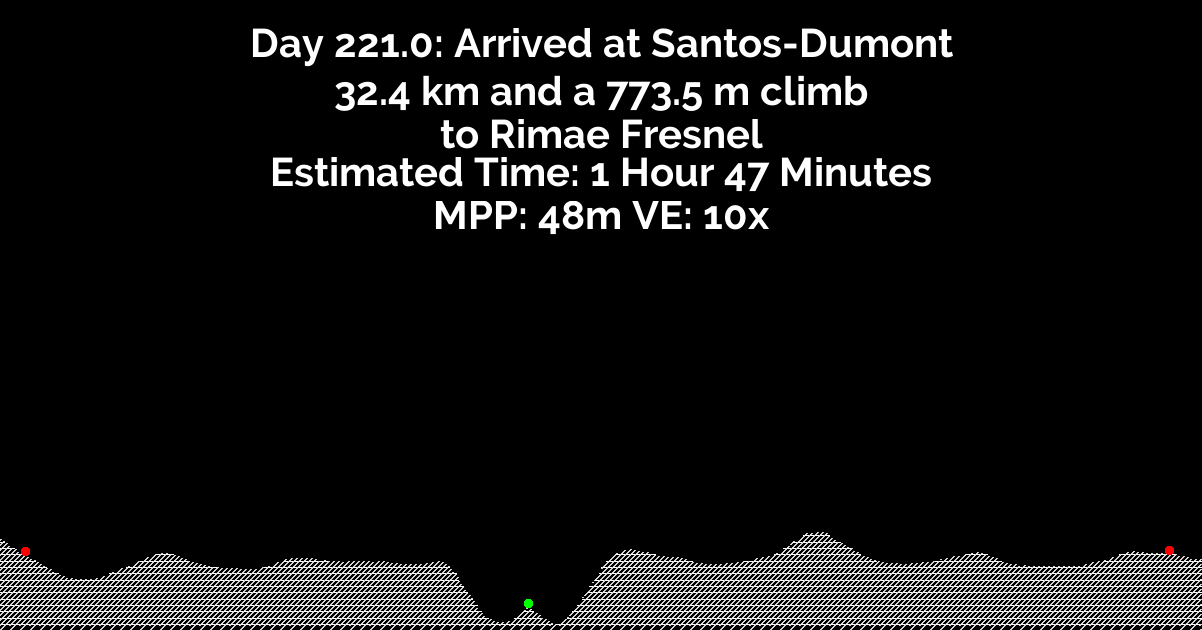 Day 221.0: Arrived at Santos-Dumont
32.4 km and a 773.5 m climb
to Rimae Fresnel
Estimated Time: 1 Hour 47 Minutes
MPP: 48m VE: 10x